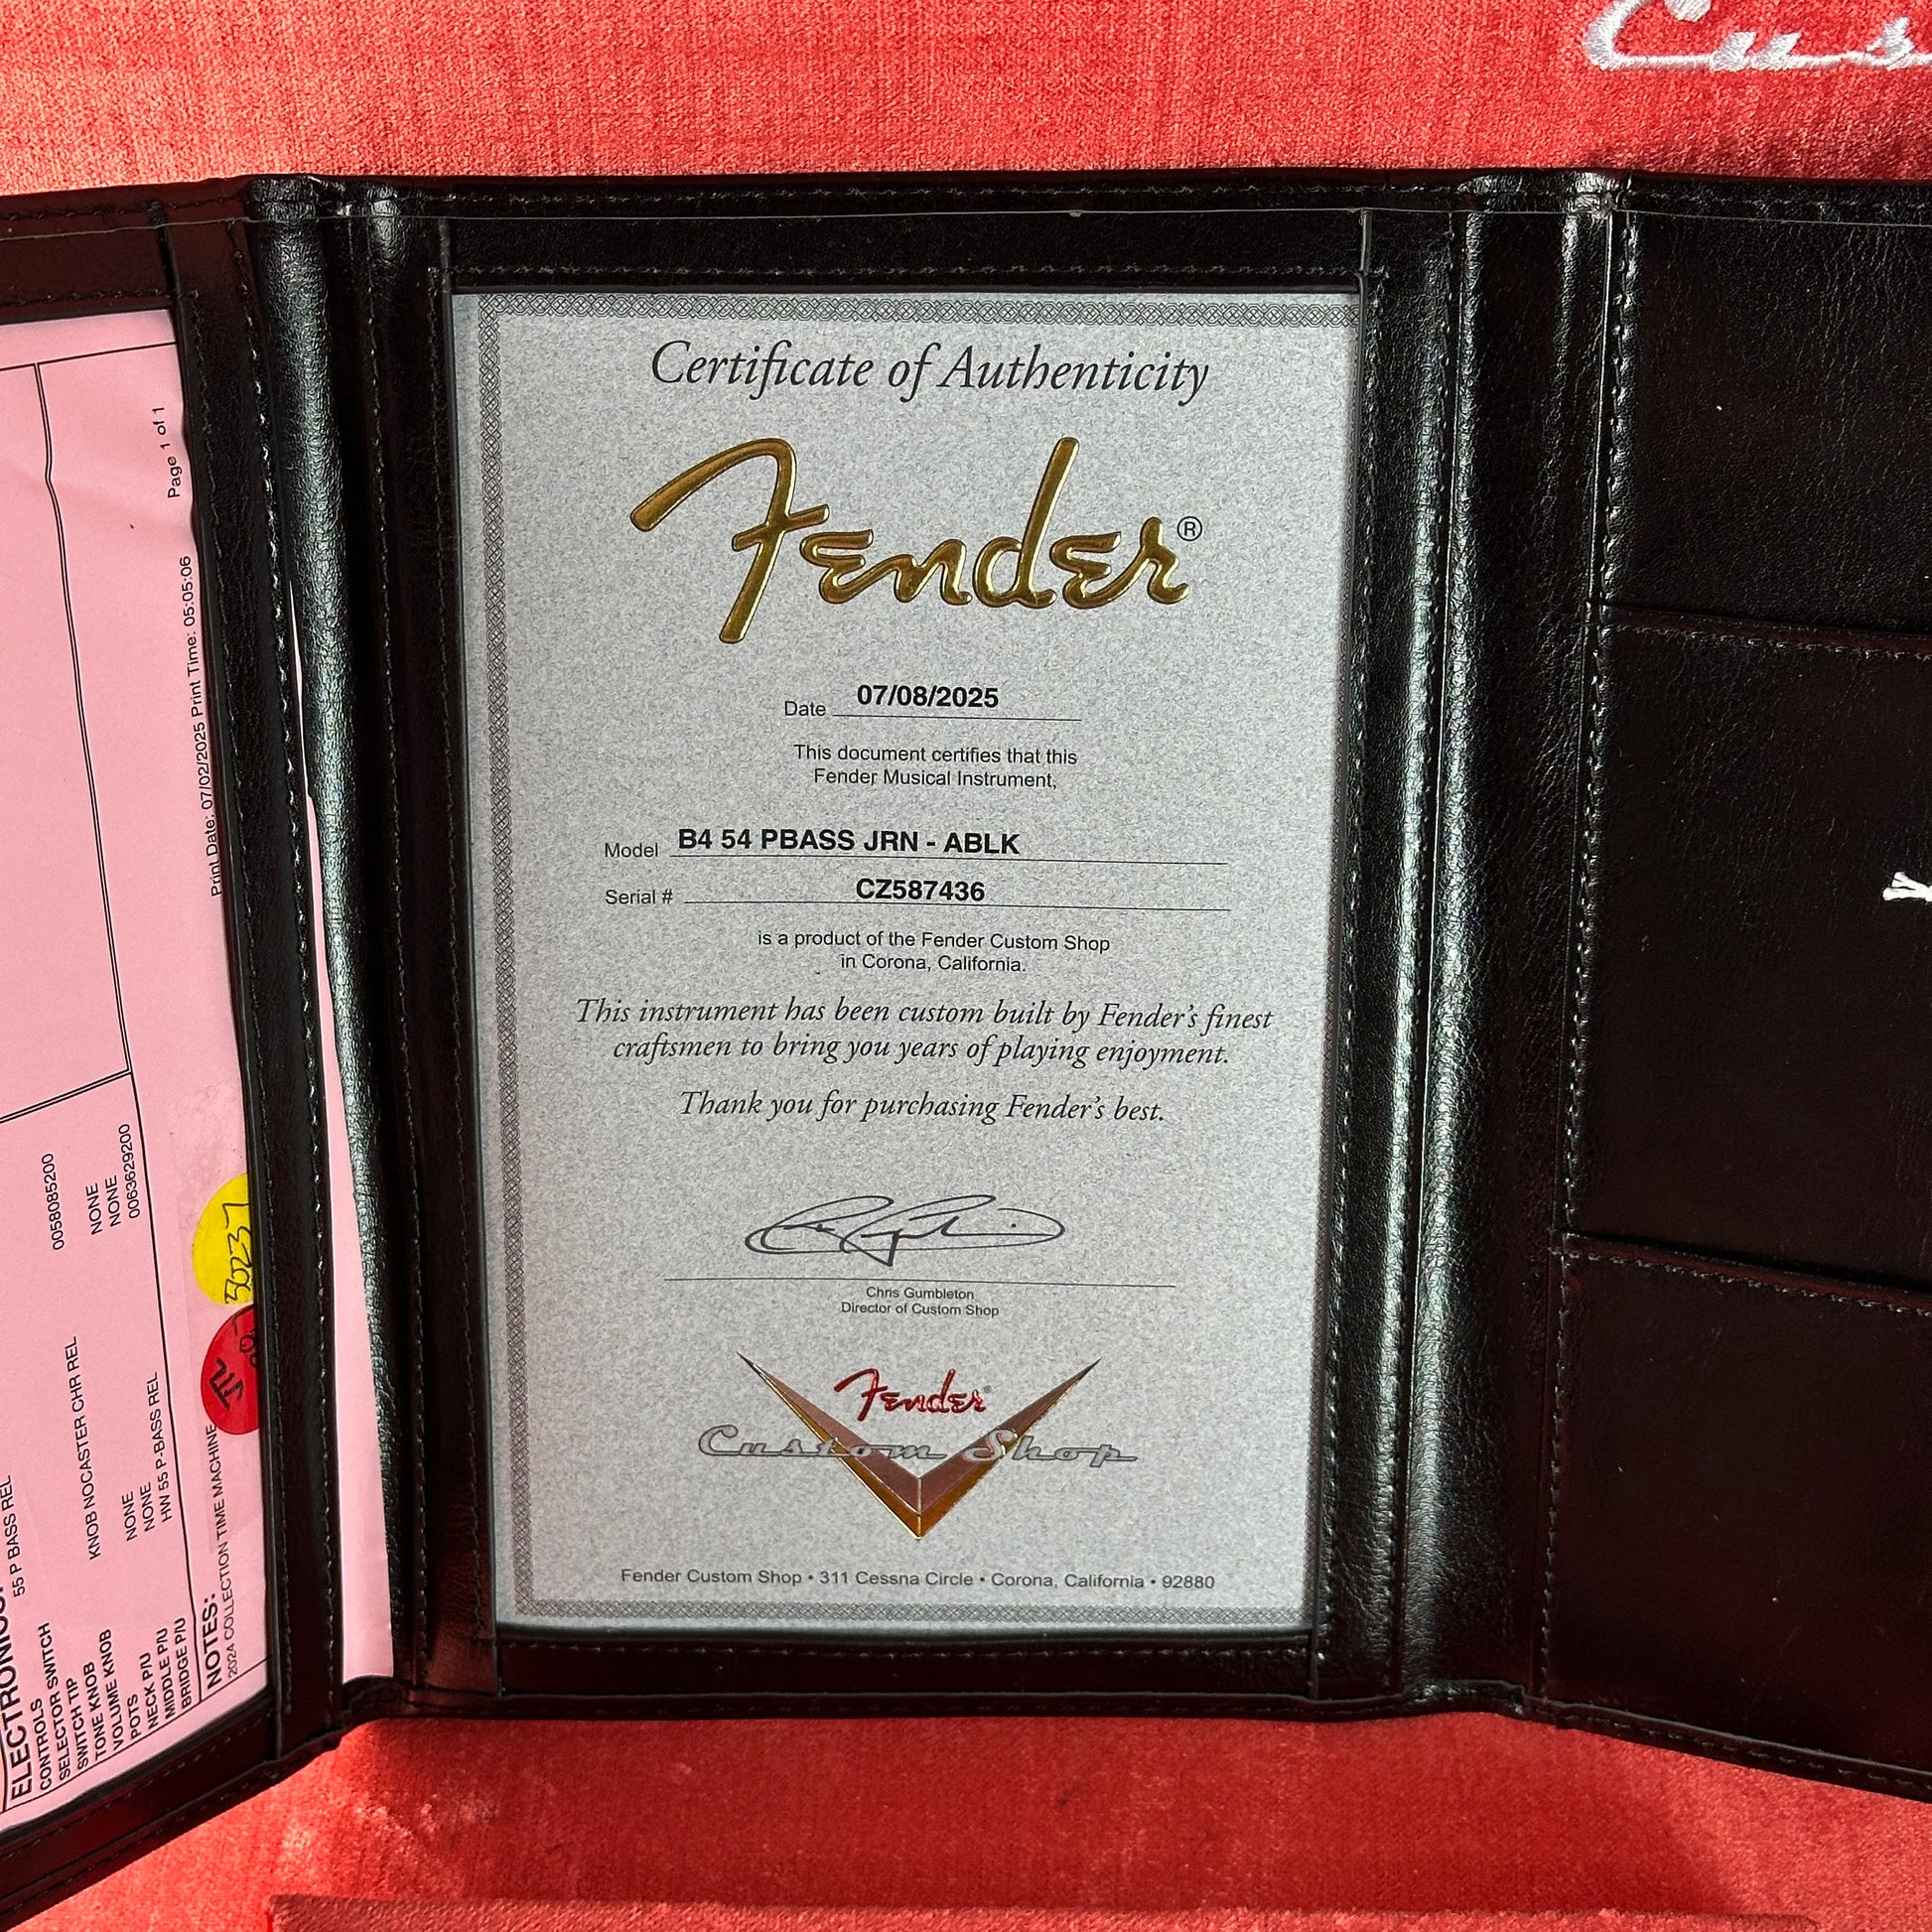 Cus
Certificate of Authenticity
Fender®
Date 07/08/2025
This document certifies that this
Fender Musical Instrument,
Model B4 54 PBASS JRN - ABLK
Serial # CZ587436
is a product of the Fender Custom Shop
in Corona, California.
This instrument has been custom built by Fender's finest
craftsmen to bring you years of playing enjoyment.
Thank you for purchasing Fender's best.
Chris Gumbleton
Director of Custom Shop
Fender®
Custom Shop
Fender Custom Shop • 311 Cessna Circle • Corona, California • 92880
ELECTRONICS:
CONTROLS 55 P BASS REL 0058085200
SELECTOR SWITCH
SWITCH TIP
TONE KNOB KNOB NOCASTER CHR REL
VOLUME KNOB
POTS
NECK P/U NONE NONE
MIDDLE P/U NONE NONE
BRIDGE P/U HW 55 P-BASS REL 0063629200
NOTES:
2024 COLLECTION TIME MACHINE
Print Date: 07/02/2025 Print Time: 05:05:06 Page 1 of 1
50237